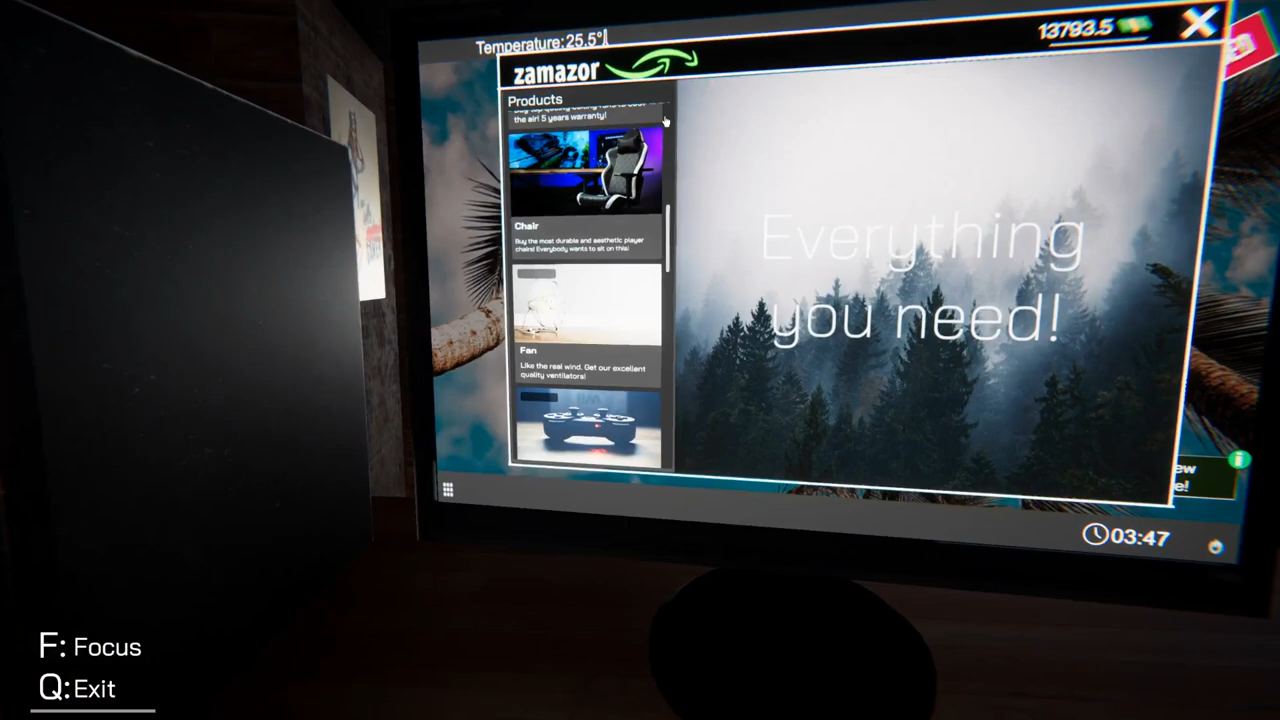 Temperature: 25.5°
13793.5
zamazor
Products
the air! 5 years warranty!
Chair
Buy the most durable and aesthetic player
chairs! Everybody wants to sit on this!
Fan
Like the real wind. Get our excellent
quality ventilators!
Everything
you need!
ew
e!
03:47
F: Focus
Q: Exit